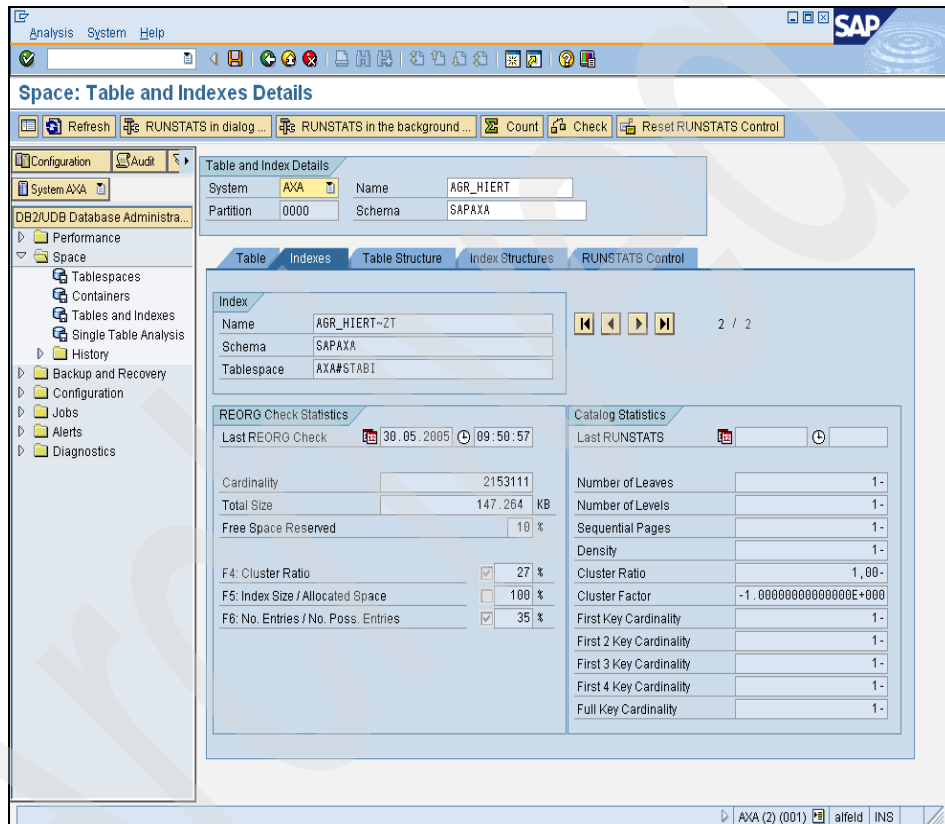 Analysis System Help
SAP
Space: Table and Indexes Details
Refresh RUNSTATS in dialog ... RUNSTATS in the background ... Count Check Reset RUNSTATS Control
Configuration Audit
System AXA
DB2/UDB Database Administra...
Performance
Space
Tablespaces
Containers
Tables and Indexes
Single Table Analysis
History
Backup and Recovery
Configuration
Jobs
Alerts
Diagnostics
Table and Index Details
System AXA Name AGR_HIERT
Partition 0000 Schema SAPAXA
Table Indexes Table Structure Index Structures RUNSTATS Control
Index
Name AGR_HIERT~ZT
Schema SAPAXA
Tablespace AXA#STABI
2 / 2
REORG Check Statistics
Last REORG Check 30.05.2005 09:50:57
Cardinality 2153111
Total Size 147.264 KB
Free Space Reserved 10 %
F4: Cluster Ratio 27 %
F5: Index Size / Allocated Space 100 %
F6: No. Entries / No. Poss. Entries 35 %
Catalog Statistics
Last RUNSTATS
Number of Leaves 1-
Number of Levels 1-
Sequential Pages 1-
Density 1-
Cluster Ratio 1,00-
Cluster Factor -1.00000000000000E+000
First Key Cardinality 1-
First 2 Key Cardinality 1-
First 3 Key Cardinality 1-
First 4 Key Cardinality 1-
Full Key Cardinality 1-
AXA (2) (001) alfeld INS